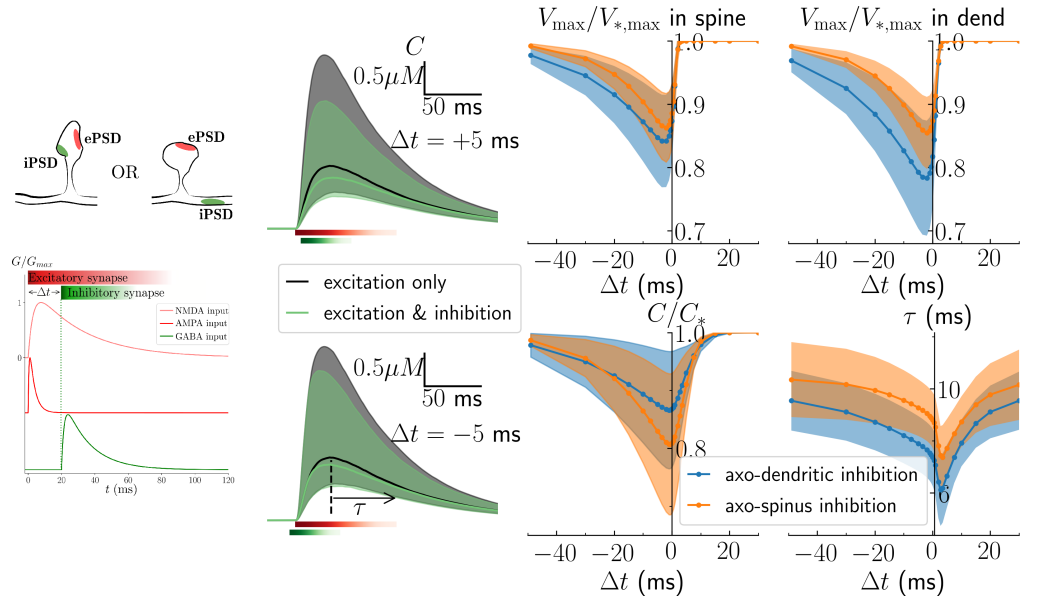 ePSD
iPSD
OR
ePSD
iPSD
G/G_max
Excitatory synapse
Δt
Inhibitory synapse
NMDA input
AMPA input
GABA input
1
0
0 20 40 60 80 100 120
t (ms)
C
0.5μM
50 ms
Δt = +5 ms
excitation only
excitation & inhibition
0.5μM
50 ms
Δt = −5 ms
τ
V_max/V_*,max in spine
1.0
0.9
0.8
0.7
−40 −20 0 20
Δt (ms)
V_max/V_*,max in dend
1.0
0.9
0.8
0.7
−40 −20 0 20
Δt (ms)
C/C_*
1.0
0.8
−40 −20 0 20
Δt (ms)
τ (ms)
10
6
axo-dendritic inhibition
axo-spinus inhibition
−40 −20 0 20
Δt (ms)